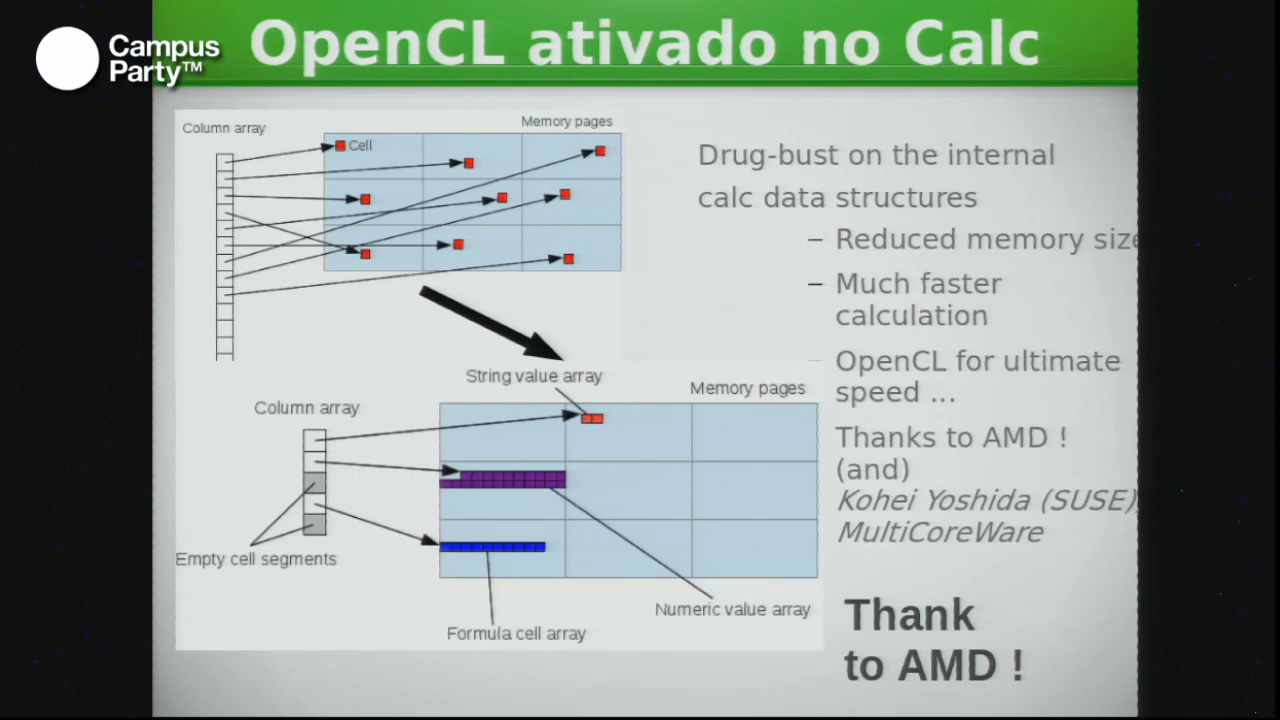 Campus
Party™
OpenCL ativado no Calc
Column array
Memory pages
Cell
Drug-bust on the internal
calc data structures
– Reduced memory size
– Much faster
calculation
OpenCL for ultimate
speed ...
Thanks to AMD !
(and)
Kohei Yoshida (SUSE),
MultiCoreWare
String value array
Memory pages
Column array
Empty cell segments
Numeric value array
Formula cell array
Thank
to AMD !